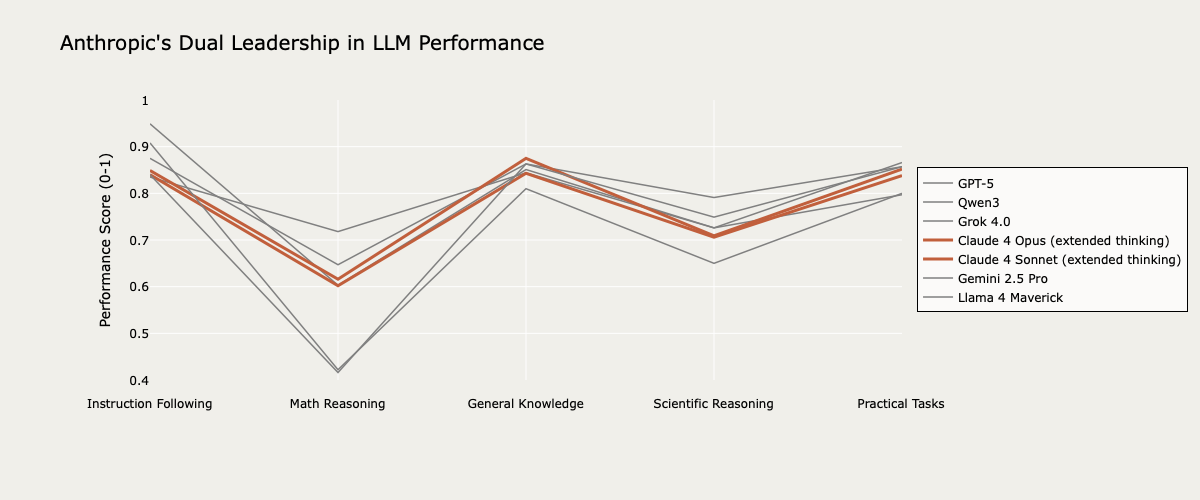 Anthropic's Dual Leadership in LLM Performance
Performance Score (0-1)
1
0.9
0.8
0.7
0.6
0.5
0.4
Instruction Following
Math Reasoning
General Knowledge
Scientific Reasoning
Practical Tasks
GPT-5
Qwen3
Grok 4.0
Claude 4 Opus (extended thinking)
Claude 4 Sonnet (extended thinking)
Gemini 2.5 Pro
Llama 4 Maverick